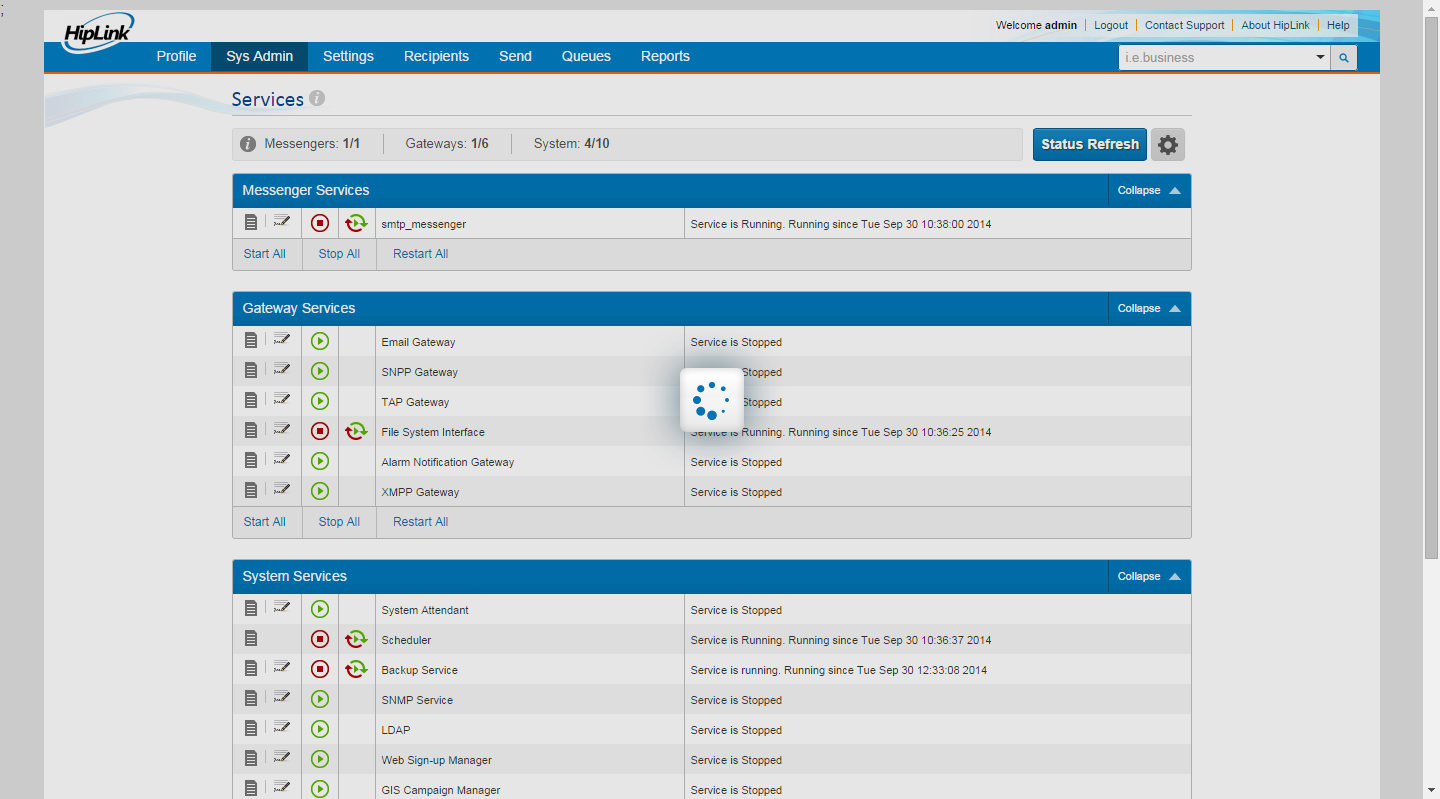 ;
HipLink
Welcome admin Logout Contact Support About HipLink Help
Profile Sys Admin Settings Recipients Send Queues Reports i.e.business
Services
Messengers: 1/1 Gateways: 1/6 System: 4/10 Status Refresh
Messenger Services Collapse
smtp_messenger Service is Running. Running since Tue Sep 30 10:38:00 2014
Start All Stop All Restart All
Gateway Services Collapse
Email Gateway Service is Stopped
SNPP Gateway Stopped
TAP Gateway Stopped
File System Interface Service is Running. Running since Tue Sep 30 10:36:25 2014
Alarm Notification Gateway Service is Stopped
XMPP Gateway Service is Stopped
Start All Stop All Restart All
System Services Collapse
System Attendant Service is Stopped
Scheduler Service is Running. Running since Tue Sep 30 10:36:37 2014
Backup Service Service is running. Running since Tue Sep 30 12:33:08 2014
SNMP Service Service is Stopped
LDAP Service is Stopped
Web Sign-up Manager Service is Stopped
GIS Campaign Manager Service is Stopped